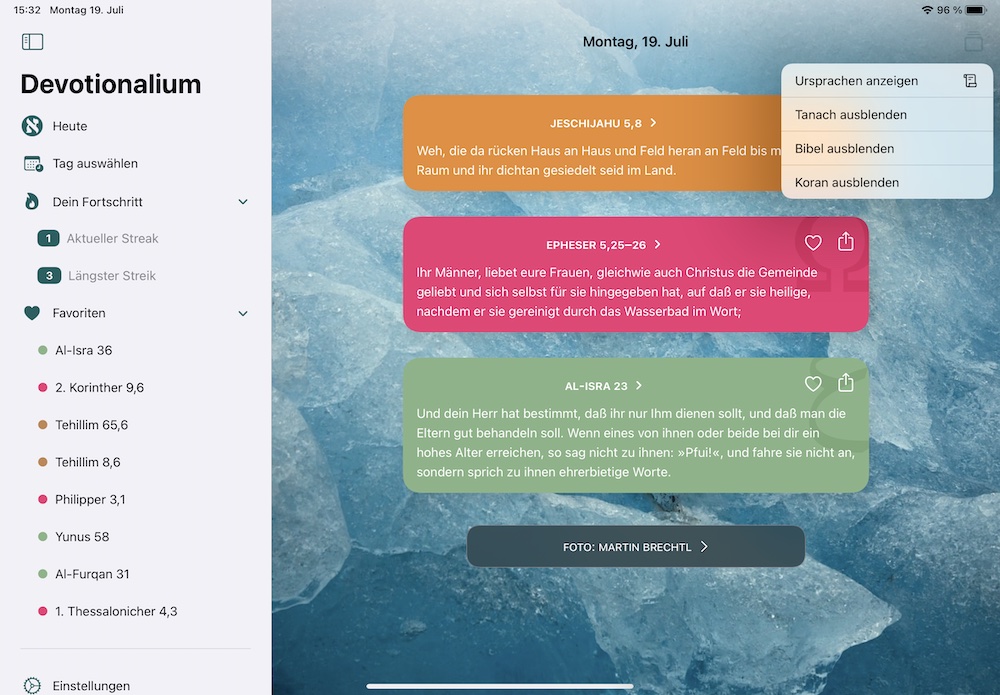 15:32 Montag 19. Juli
96 %
Devotionalium
Heute
Tag auswählen
Dein Fortschritt
1 Aktueller Streak
3 Längster Streik
Favoriten
Al-Isra 36
2. Korinther 9,6
Tehillim 65,6
Tehillim 8,6
Philipper 3,1
Yunus 58
Al-Furqan 31
1. Thessalonicher 4,3
Einstellungen
Montag, 19. Juli
Ursprachen anzeigen
Tanach ausblenden
Bibel ausblenden
Koran ausblenden
JESCHIJAHU 5,8
Weh, die da rücken Haus an Haus und Feld heran an Feld bis
Raum und ihr dichtan gesiedelt seid im Land.
EPHESER 5,25–26
Ihr Männer, liebet eure Frauen, gleichwie auch Christus die Gemeinde
geliebt und sich selbst für sie hingegeben hat, auf daß er sie heilige,
nachdem er sie gereinigt durch das Wasserbad im Wort;
AL-ISRA 23
Und dein Herr hat bestimmt, daß ihr nur Ihm dienen sollt, und daß man die
Eltern gut behandeln soll. Wenn eines von ihnen oder beide bei dir ein
hohes Alter erreichen, so sag nicht zu ihnen: »Pfui!«, und fahre sie nicht an,
sondern sprich zu ihnen ehrerbietige Worte.
FOTO: MARTIN BRECHTL